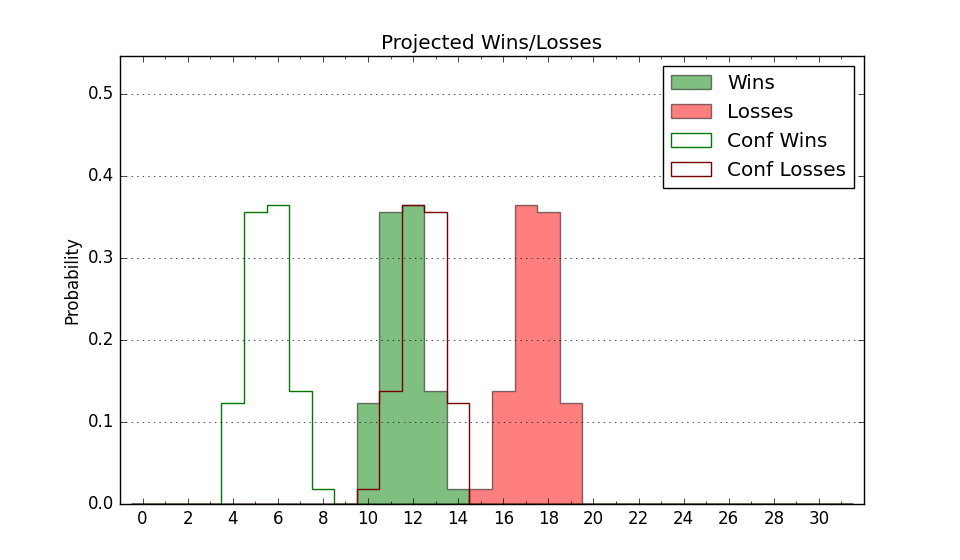 Projected Wins/Losses
Wins
Losses
Conf Wins
Conf Losses
Probability
0.5
0.4
0.3
0.2
0.1
0.0
0 2 4 6 8 10 12 14 16 18 20 22 24 26 28 30